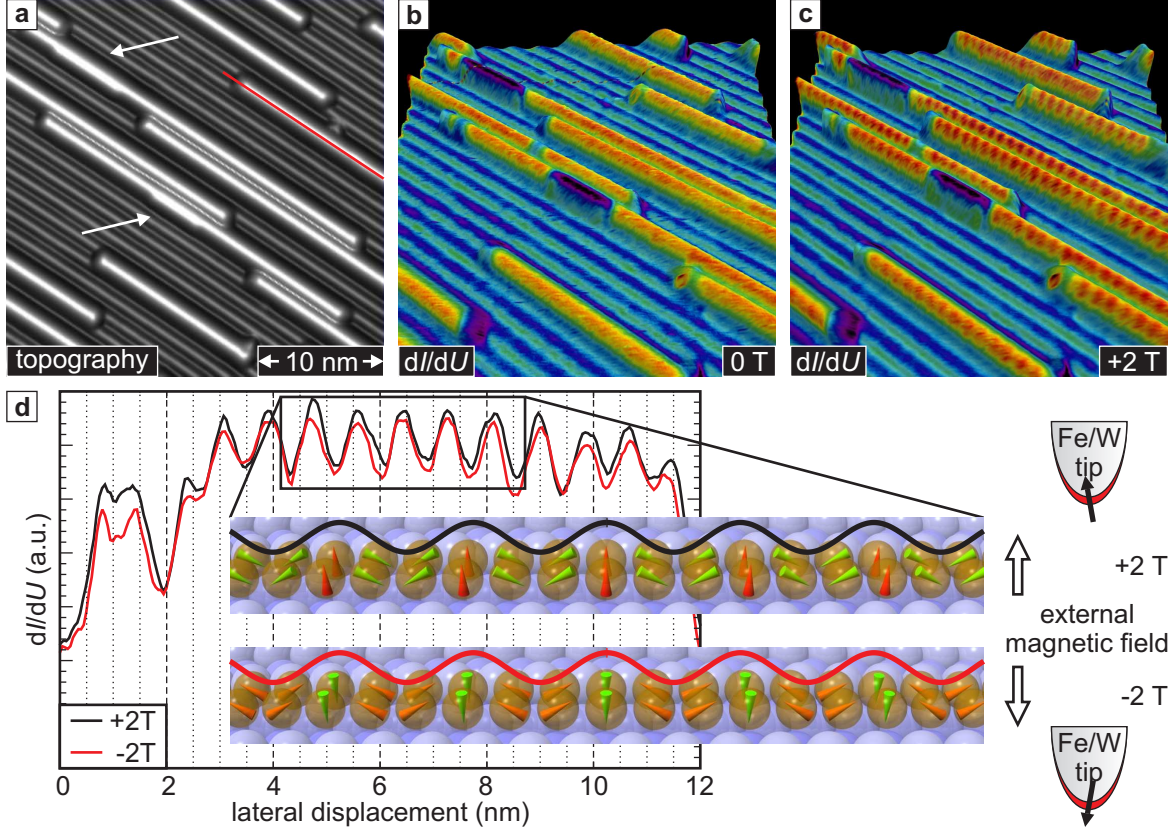 a
b
c
topography
10 nm
dI/dU
0 T
dI/dU
+2 T
d
dI/dU (a.u.)
+2T
-2T
0
2
4
6
8
10
12
lateral displacement (nm)
Fe/W
tip
+2 T
external
magnetic field
-2 T
Fe/W
tip